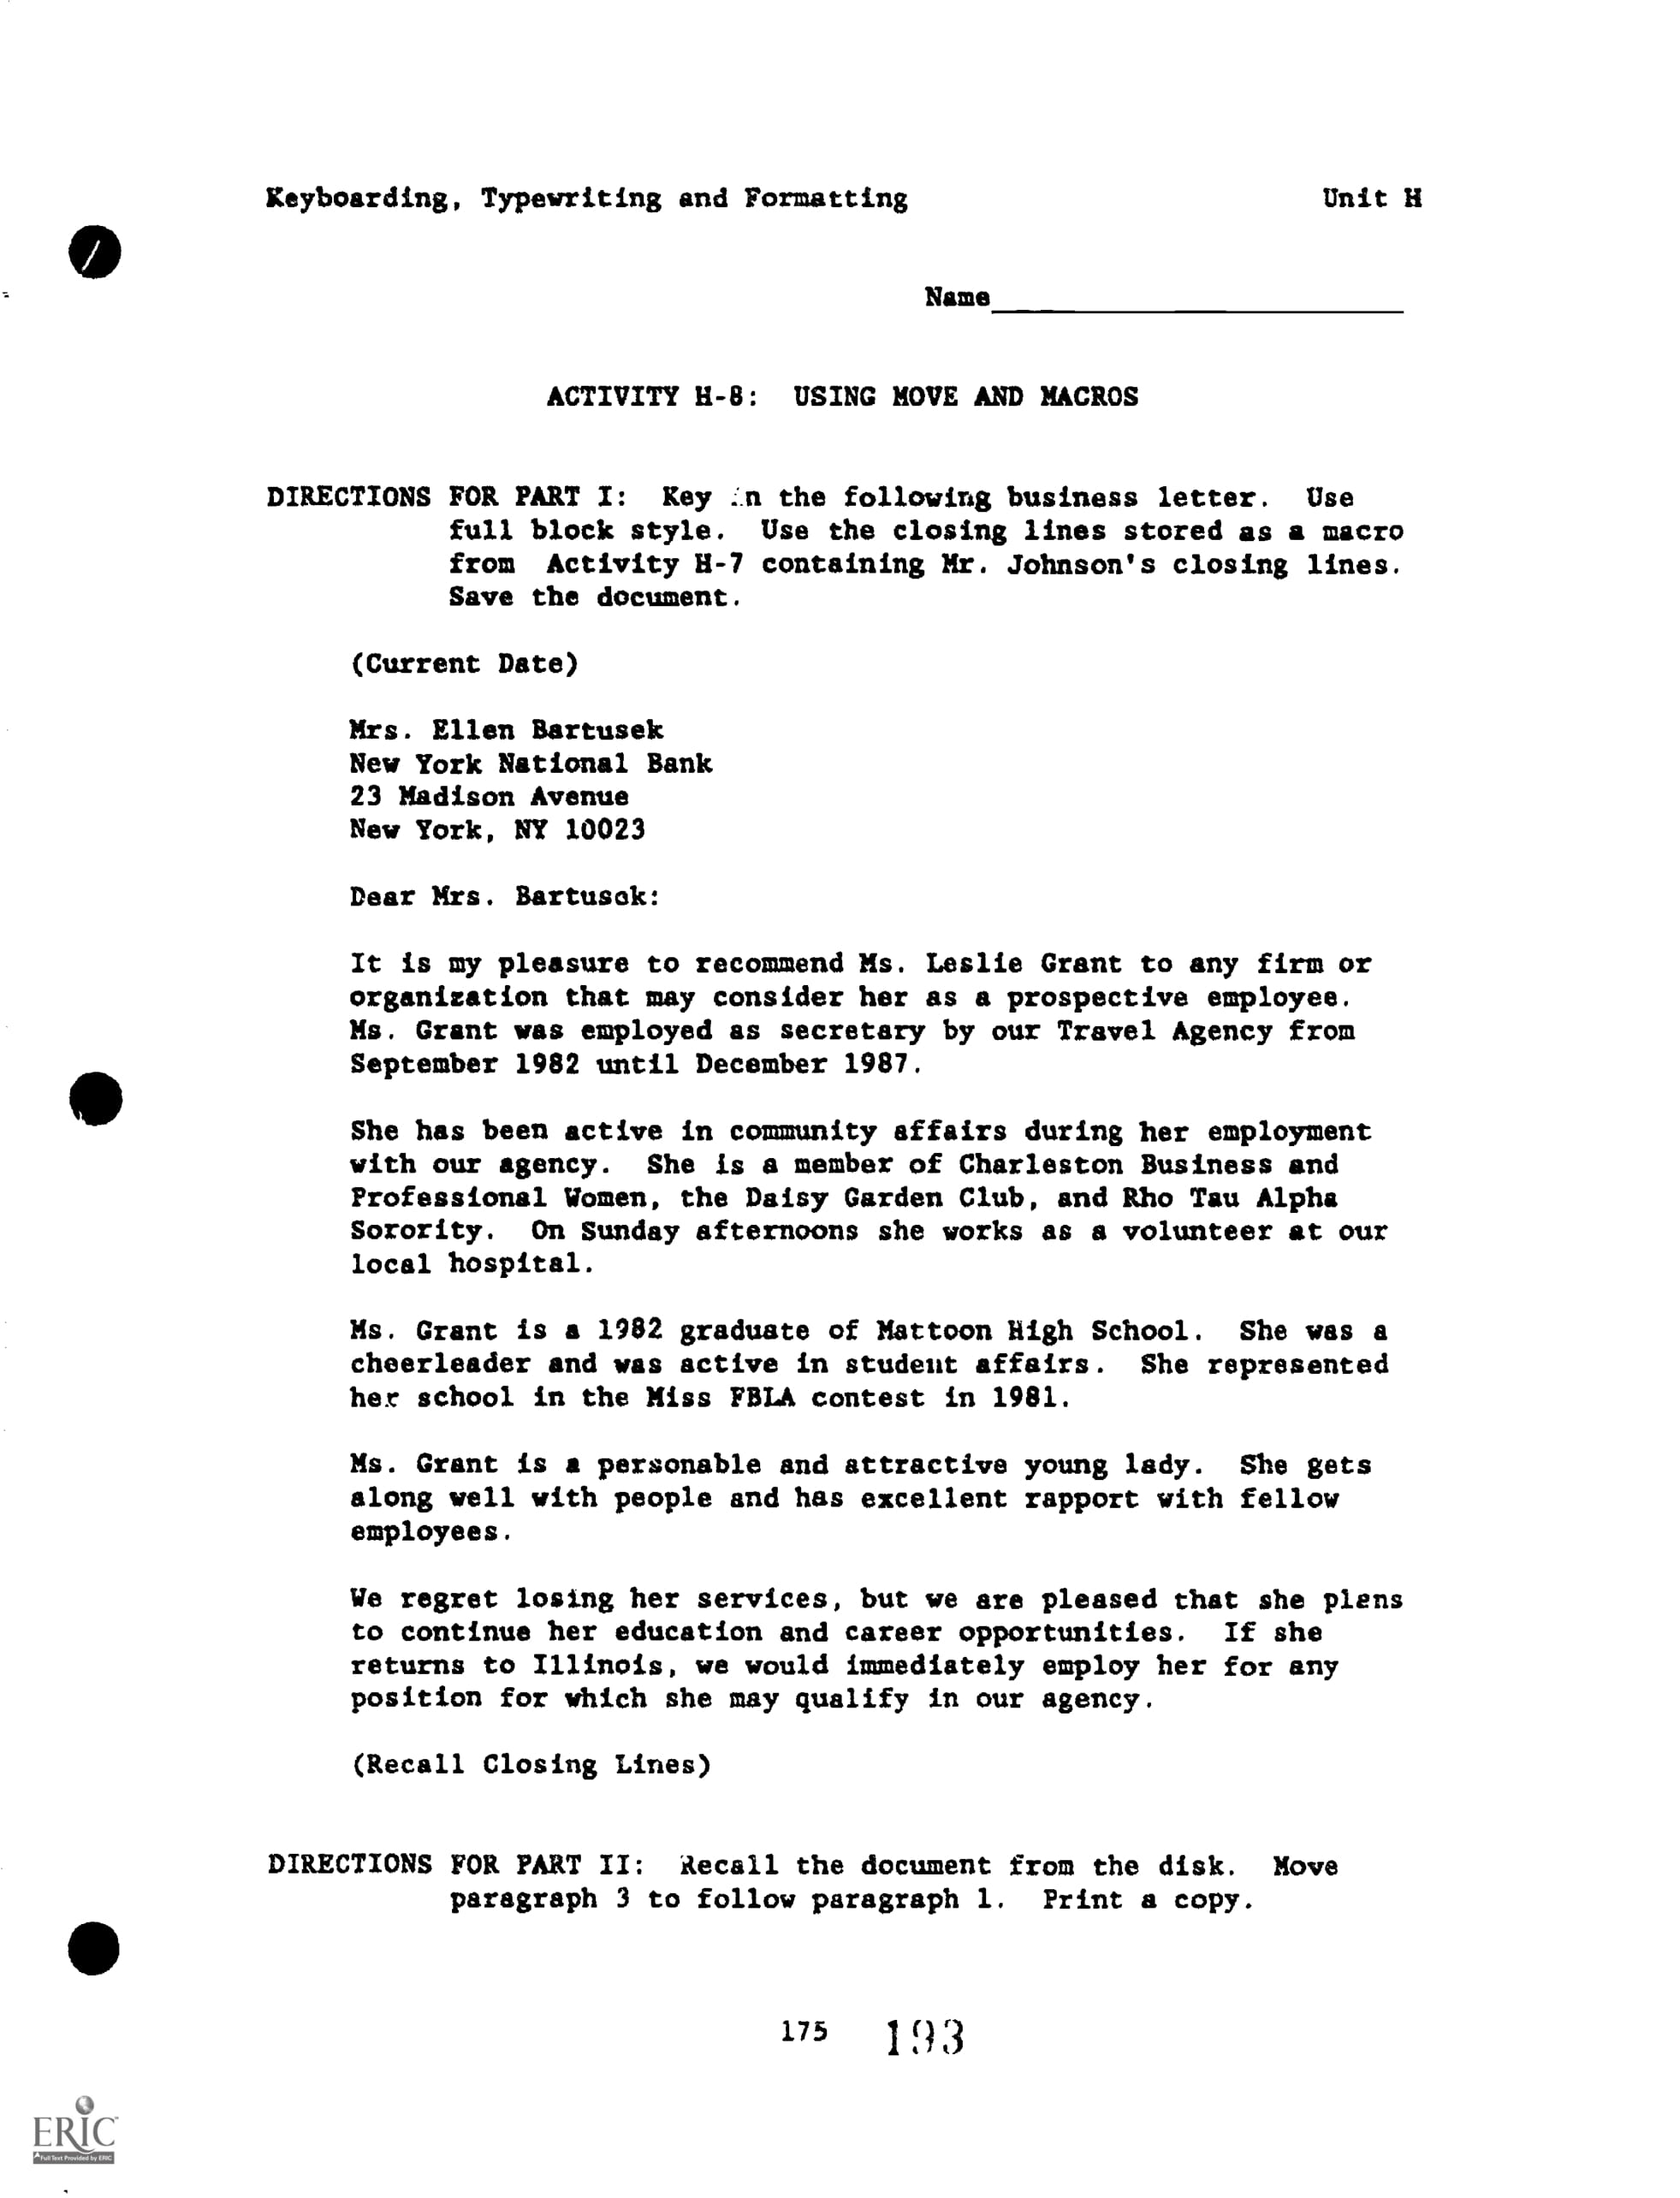 Keyboarding, Typewriting and Formatting Unit H
Name
ACTIVITY H-8: USING MOVE AND MACROS
DIRECTIONS FOR PART I: Key in the following business letter. Use
full block style. Use the closing lines stored as a macro
from Activity H-7 containing Mr. Johnson's closing lines.
Save the document.
(Current Date)
Mrs. Ellen Bartusek
New York National Bank
23 Madison Avenue
New York, NY 10023
Dear Mrs. Bartusek:
It is my pleasure to recommend Ms. Leslie Grant to any firm or
organization that may consider her as a prospective employee.
Ms. Grant was employed as secretary by our Travel Agency from
September 1982 until December 1987.
She has been active in community affairs during her employment
with our agency. She is a member of Charleston Business and
Professional Women, the Daisy Garden Club, and Rho Tau Alpha
Sorority. On Sunday afternoons she works as a volunteer at our
local hospital.
Ms. Grant is a 1982 graduate of Mattoon High School. She was a
cheerleader and was active in student affairs. She represented
her school in the Miss FBLA contest in 1981.
Ms. Grant is a personable and attractive young lady. She gets
along well with people and has excellent rapport with fellow
employees.
We regret losing her services, but we are pleased that she plans
to continue her education and career opportunities. If she
returns to Illinois, we would immediately employ her for any
position for which she may qualify in our agency.
(Recall Closing Lines)
DIRECTIONS FOR PART II: Recall the document from the disk. Move
paragraph 3 to follow paragraph 1. Print a copy.
175 193
ERIC
Full Text Provided by ERIC